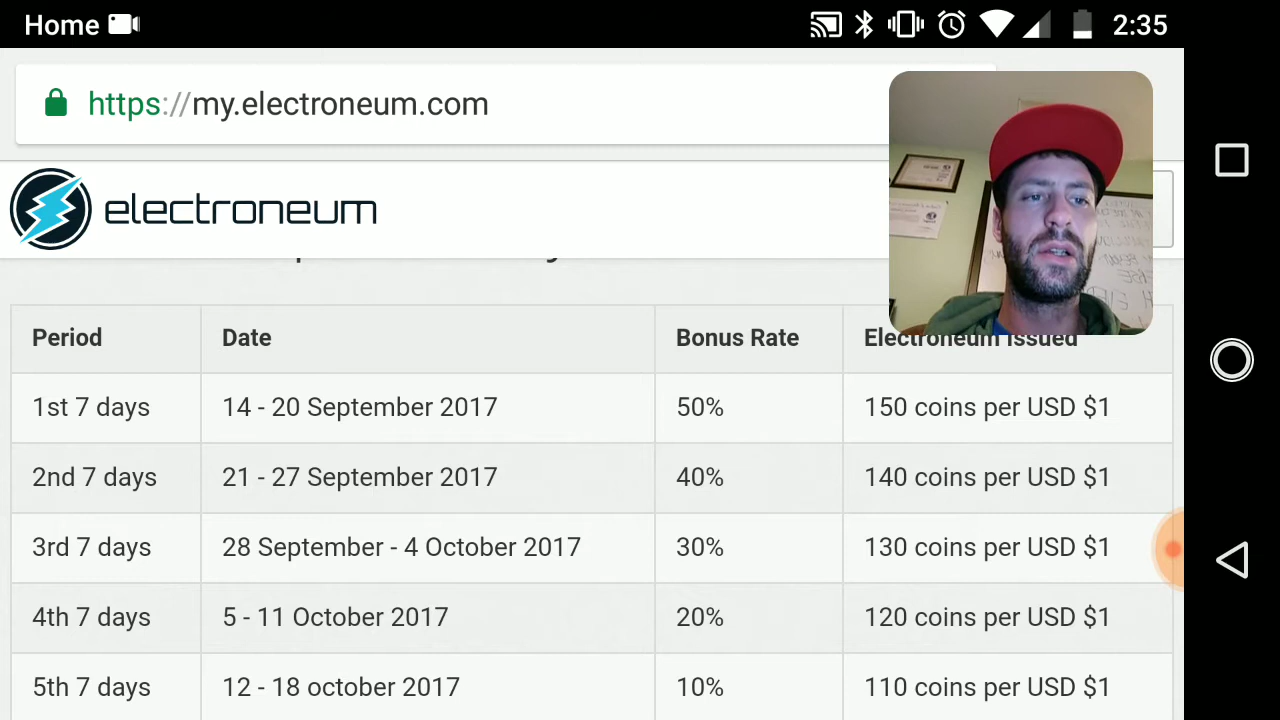 Home 2:35
https://my.electroneum.com
electroneum
Period Date Bonus Rate Electroneum Issued
1st 7 days 14 - 20 September 2017 50% 150 coins per USD $1
2nd 7 days 21 - 27 September 2017 40% 140 coins per USD $1
3rd 7 days 28 September - 4 October 2017 30% 130 coins per USD $1
4th 7 days 5 - 11 October 2017 20% 120 coins per USD $1
5th 7 days 12 - 18 october 2017 10% 110 coins per USD $1